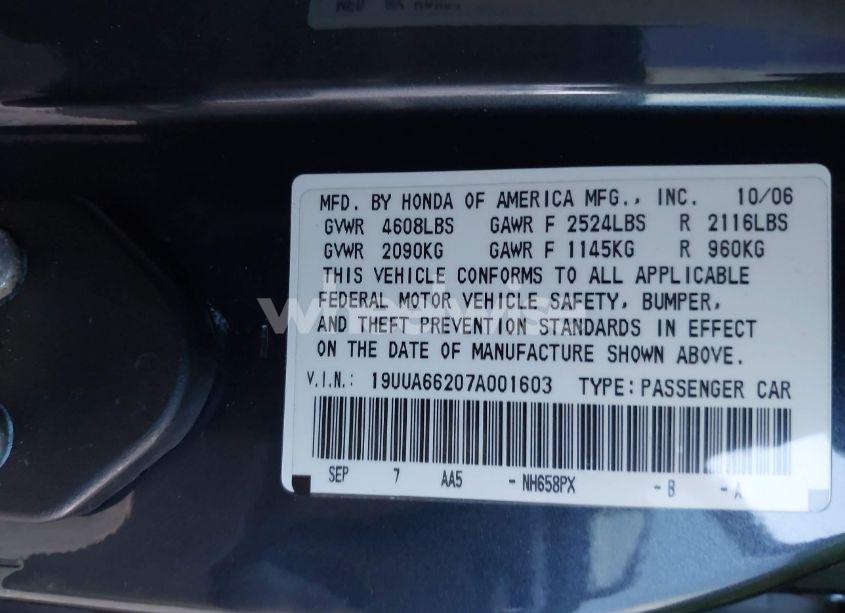 MFD. BY HONDA OF AMERICA MFG., INC. 10/06
GVWR 4608LBS GAWR F 2524LBS R 2116LBS
GVWR 2090KG GAWR F 1145KG R 960KG
THIS VEHICLE CONFORMS TO ALL APPLICABLE
FEDERAL MOTOR VEHICLE SAFETY, BUMPER,
AND THEFT PREVENTION STANDARDS IN EFFECT
ON THE DATE OF MANUFACTURE SHOWN ABOVE.
V.I.N.: 19UUA66207A001603 TYPE: PASSENGER CAR
SEP 7 AA5 - NH658PX - B - A